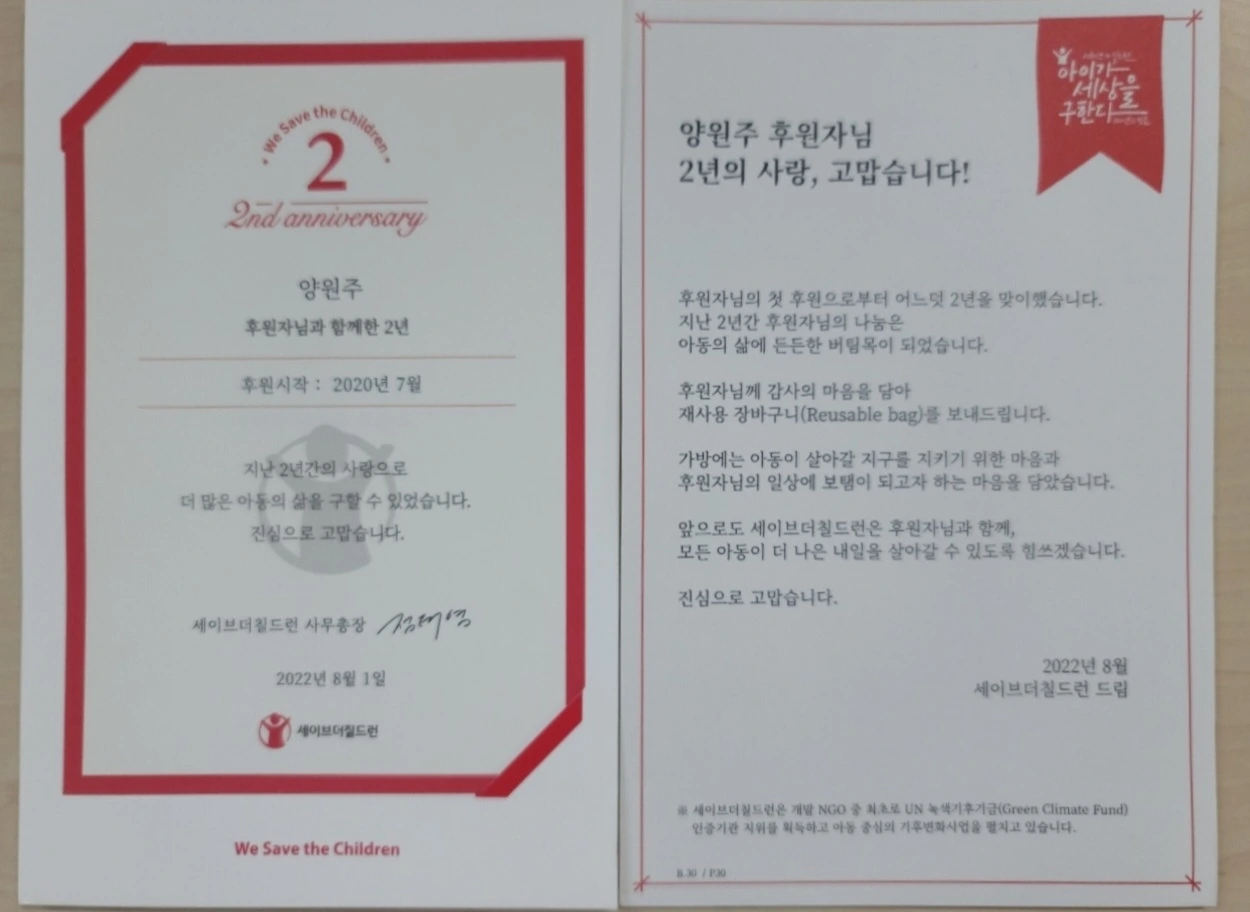 We Save the Children
2
2nd anniversary
양원주
후원자님과 함께한 2년
후원시작 : 2020년 7월
지난 2년간의 사랑으로
더 많은 아동의 삶을 구할 수 있었습니다.
진심으로 고맙습니다.
세이브더칠드런 사무총장 정태영
2022년 8월 1일
세이브더칠드런
We Save the Children
아이가
세상을
구한다
양원주 후원자님
2년의 사랑, 고맙습니다!
후원자님의 첫 후원으로부터 어느덧 2년을 맞이했습니다.
지난 2년간 후원자님의 나눔은
아동의 삶에 든든한 버팀목이 되었습니다.
후원자님께 감사의 마음을 담아
재사용 장바구니(Reusable bag)를 보내드립니다.
가방에는 아동이 살아갈 지구를 지키기 위한 마음과
후원자님의 일상에 보탬이 되고자 하는 마음을 담았습니다.
앞으로도 세이브더칠드런은 후원자님과 함께,
모든 아동이 더 나은 내일을 살아갈 수 있도록 힘쓰겠습니다.
진심으로 고맙습니다.
2022년 8월
세이브더칠드런 드림
※ 세이브더칠드런은 개발 NGO 중 최초로 UN 녹색기후기금(Green Climate Fund)
인증기관 지위를 획득하고 아동 중심의 기후변화사업을 펼치고 있습니다.
B.30 / P30